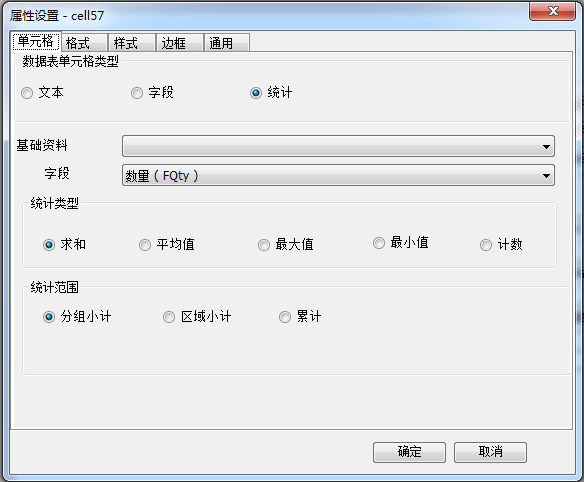 属性设置 - cell57
单元格 格式 样式 边框 通用
数据表单元格类型
文本 字段 统计
基础资料
字段 数量 ( FQty )
统计类型
求和 平均值 最大值 最小值 计数
统计范围
分组小计 区域小计 累计
确定 取消